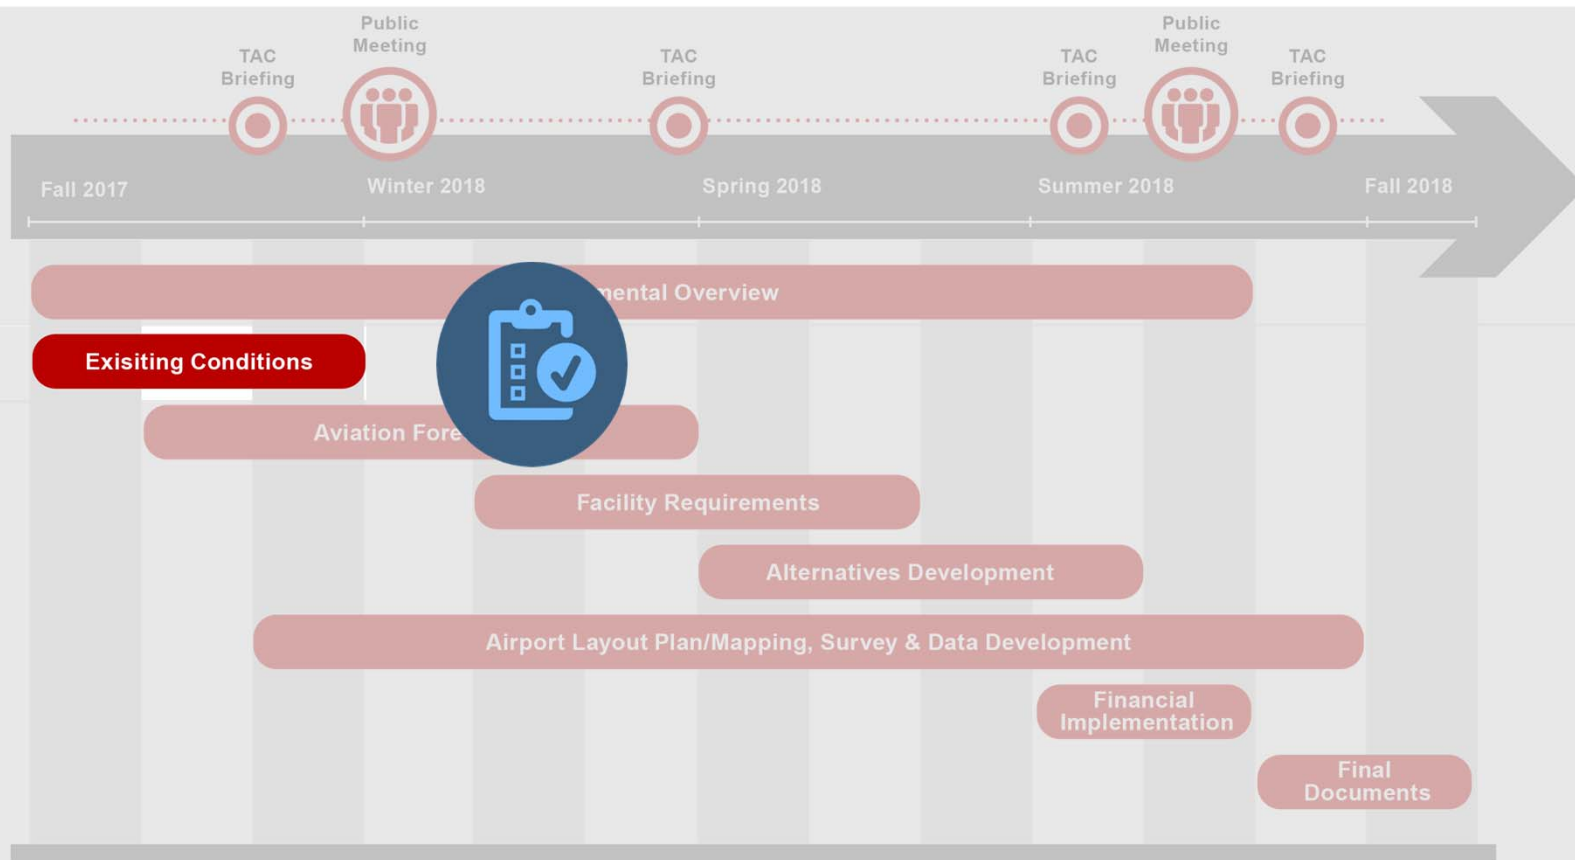 Public
Meeting
TAC
Briefing
TAC
Briefing
TAC
Briefing
Public
Meeting
TAC
Briefing
Fall 2017
Winter 2018
Spring 2018
Summer 2018
Fall 2018
mental Overview
Exisiting Conditions
Aviation Fore
Facility Requirements
Alternatives Development
Airport Layout Plan/Mapping, Survey & Data Development
Financial
Implementation
Final
Documents